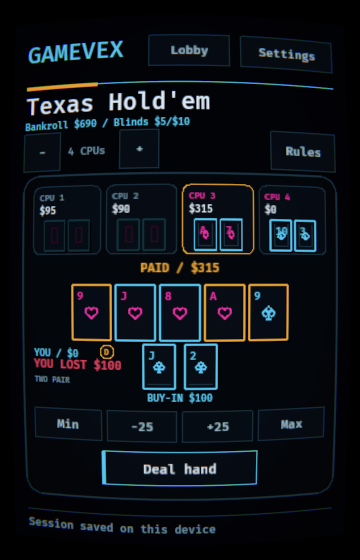 GAMEVEX
Lobby
Settings
Texas Hold'em
Bankroll $690 / Blinds $5/$10
- 4 CPUs +
Rules
CPU 1
$95
CPU 2
$90
CPU 3
$315
CPU 4
$0
10
PAID / $315
9 J 8 A 9
YOU / $0 D
YOU LOST $100
TWO PAIR
J 2
BUY-IN $100
Min -25 +25 Max
Deal hand
Session saved on this device